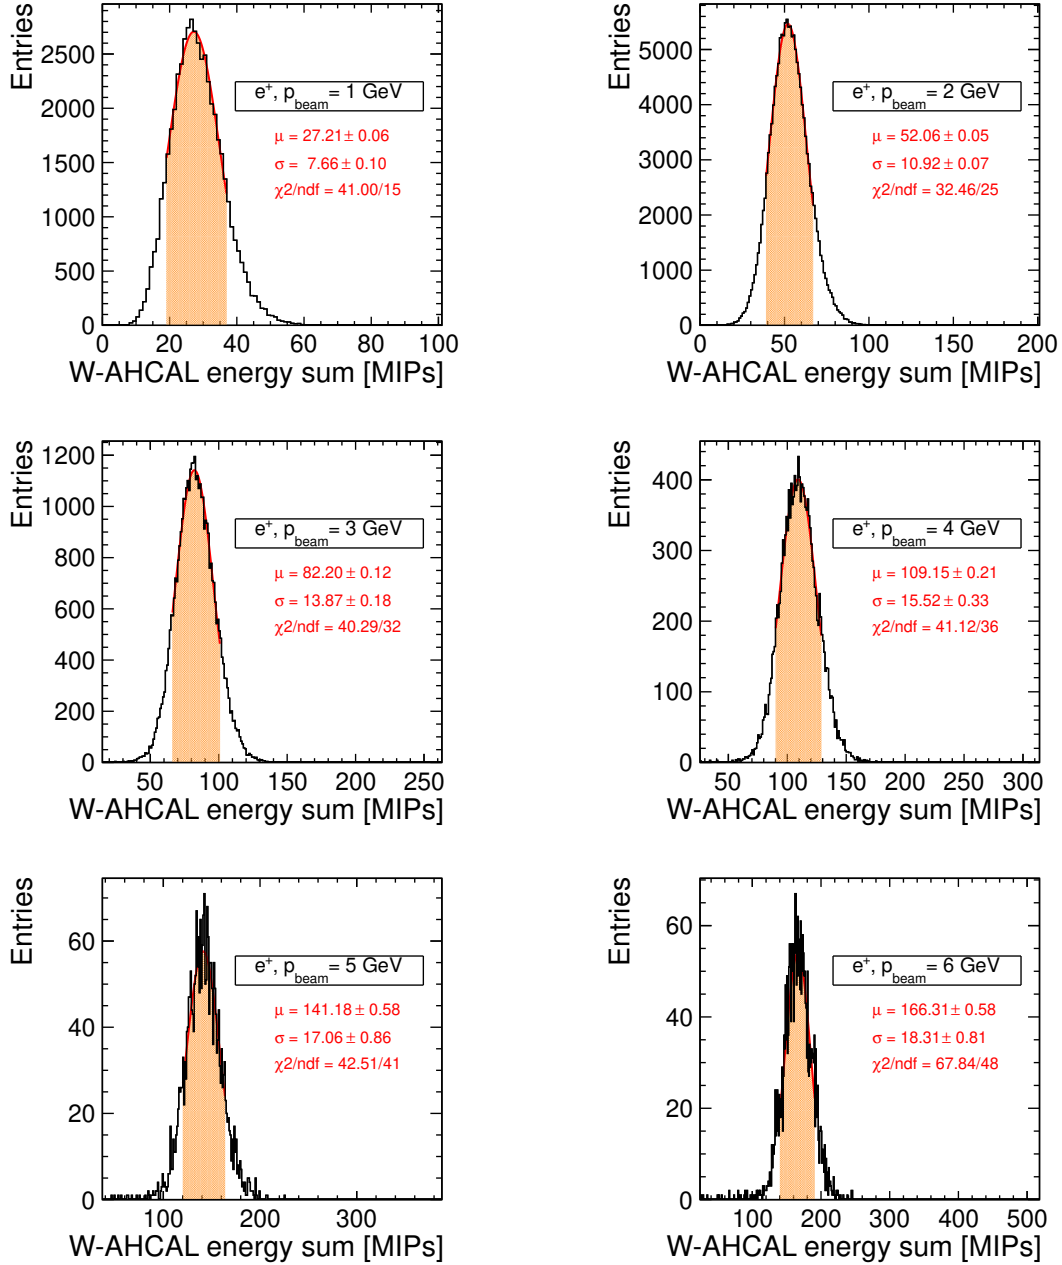 Entries
2500
2000
1500
1000
500
0
0 20 40 60 80 100
W-AHCAL energy sum [MIPs]
e⁺, p_beam = 1 GeV
μ = 27.21 ± 0.06
σ = 7.66 ± 0.10
χ2/ndf = 41.00/15
Entries
5000
4000
3000
2000
1000
0
0 50 100 150 200
W-AHCAL energy sum [MIPs]
e⁺, p_beam = 2 GeV
μ = 52.06 ± 0.05
σ = 10.92 ± 0.07
χ2/ndf = 32.46/25
Entries
1200
1000
800
600
400
200
0
50 100 150 200 250
W-AHCAL energy sum [MIPs]
e⁺, p_beam = 3 GeV
μ = 82.20 ± 0.12
σ = 13.87 ± 0.18
χ2/ndf = 40.29/32
Entries
400
300
200
100
0
50 100 150 200 250 300
W-AHCAL energy sum [MIPs]
e⁺, p_beam = 4 GeV
μ = 109.15 ± 0.21
σ = 15.52 ± 0.33
χ2/ndf = 41.12/36
Entries
60
40
20
0
100 200 300
W-AHCAL energy sum [MIPs]
e⁺, p_beam = 5 GeV
μ = 141.18 ± 0.58
σ = 17.06 ± 0.86
χ2/ndf = 42.51/41
Entries
60
40
20
0
100 200 300 400 500
W-AHCAL energy sum [MIPs]
e⁺, p_beam = 6 GeV
μ = 166.31 ± 0.58
σ = 18.31 ± 0.81
χ2/ndf = 67.84/48